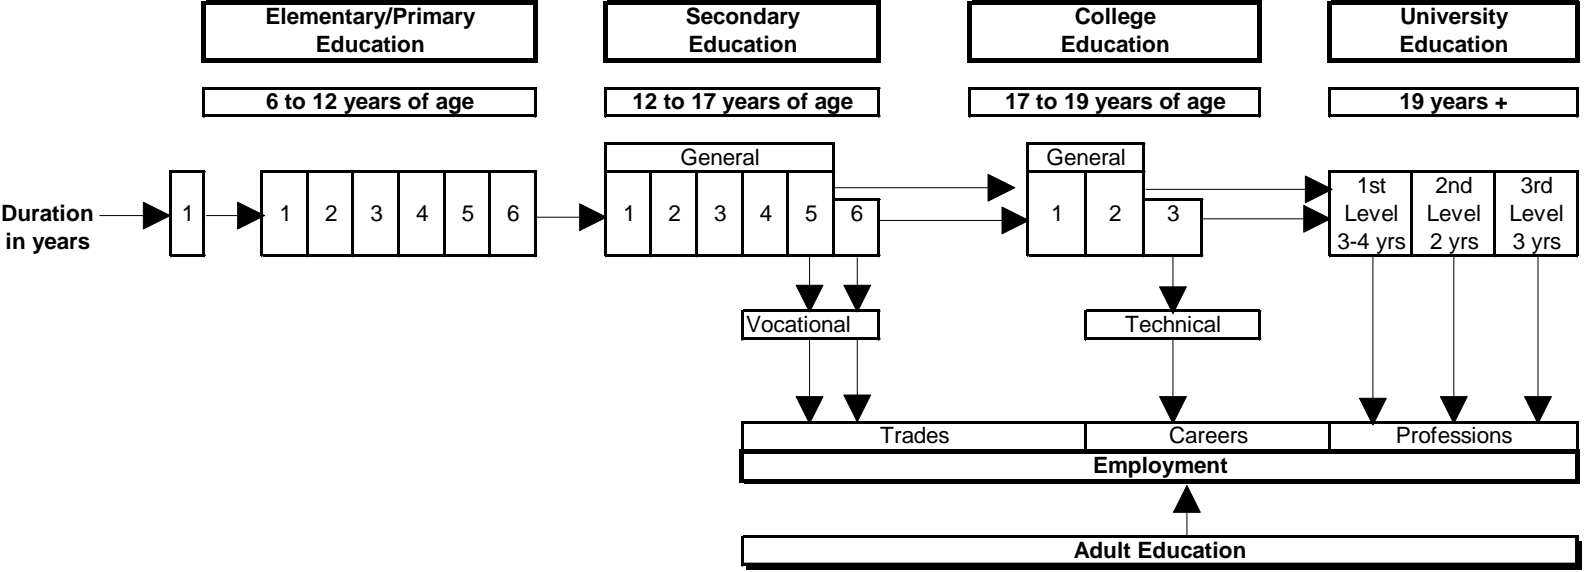 Elementary/Primary
Education
Secondary
Education
College
Education
University
Education
6 to 12 years of age
12 to 17 years of age
17 to 19 years of age
19 years +
General
General
Duration
in years
1
1 2 3 4 5 6
1 2 3 4 5 6
1 2 3
1st
Level
3-4 yrs
2nd
Level
2 yrs
3rd
Level
3 yrs
Vocational
Technical
Trades
Careers
Professions
Employment
Adult Education